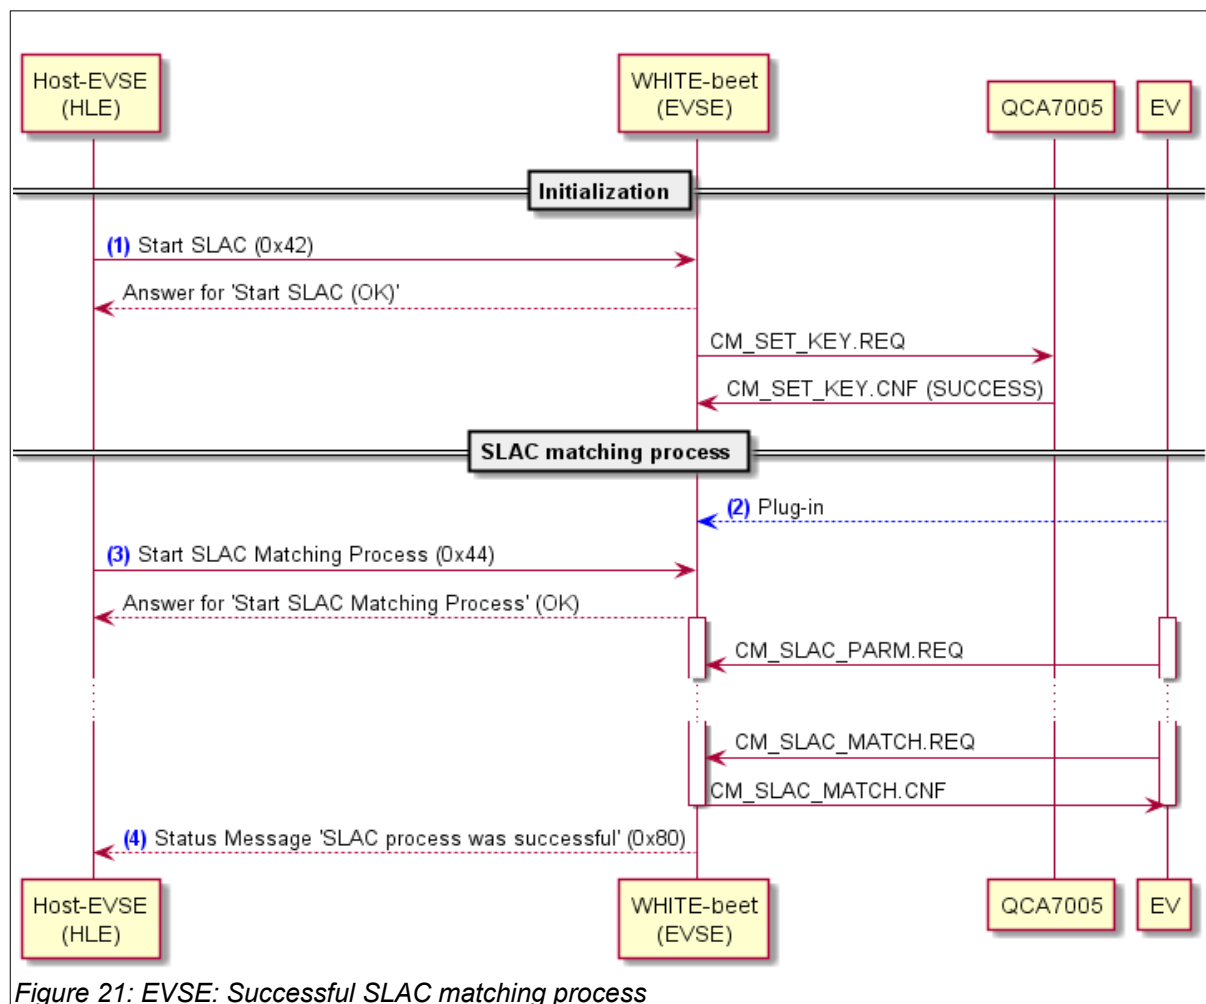 Host-EVSE
(HLE)
WHITE-beet
(EVSE)
QCA7005
EV
Initialization
(1) Start SLAC (0x42)
Answer for 'Start SLAC (OK)'
CM_SET_KEY.REQ
CM_SET_KEY.CNF (SUCCESS)
SLAC matching process
(2) Plug-in
(3) Start SLAC Matching Process (0x44)
Answer for 'Start SLAC Matching Process' (OK)
CM_SLAC_PARM.REQ
CM_SLAC_MATCH.REQ
CM_SLAC_MATCH.CNF
(4) Status Message 'SLAC process was successful' (0x80)
Host-EVSE
(HLE)
WHITE-beet
(EVSE)
QCA7005
EV
Figure 21: EVSE: Successful SLAC matching process